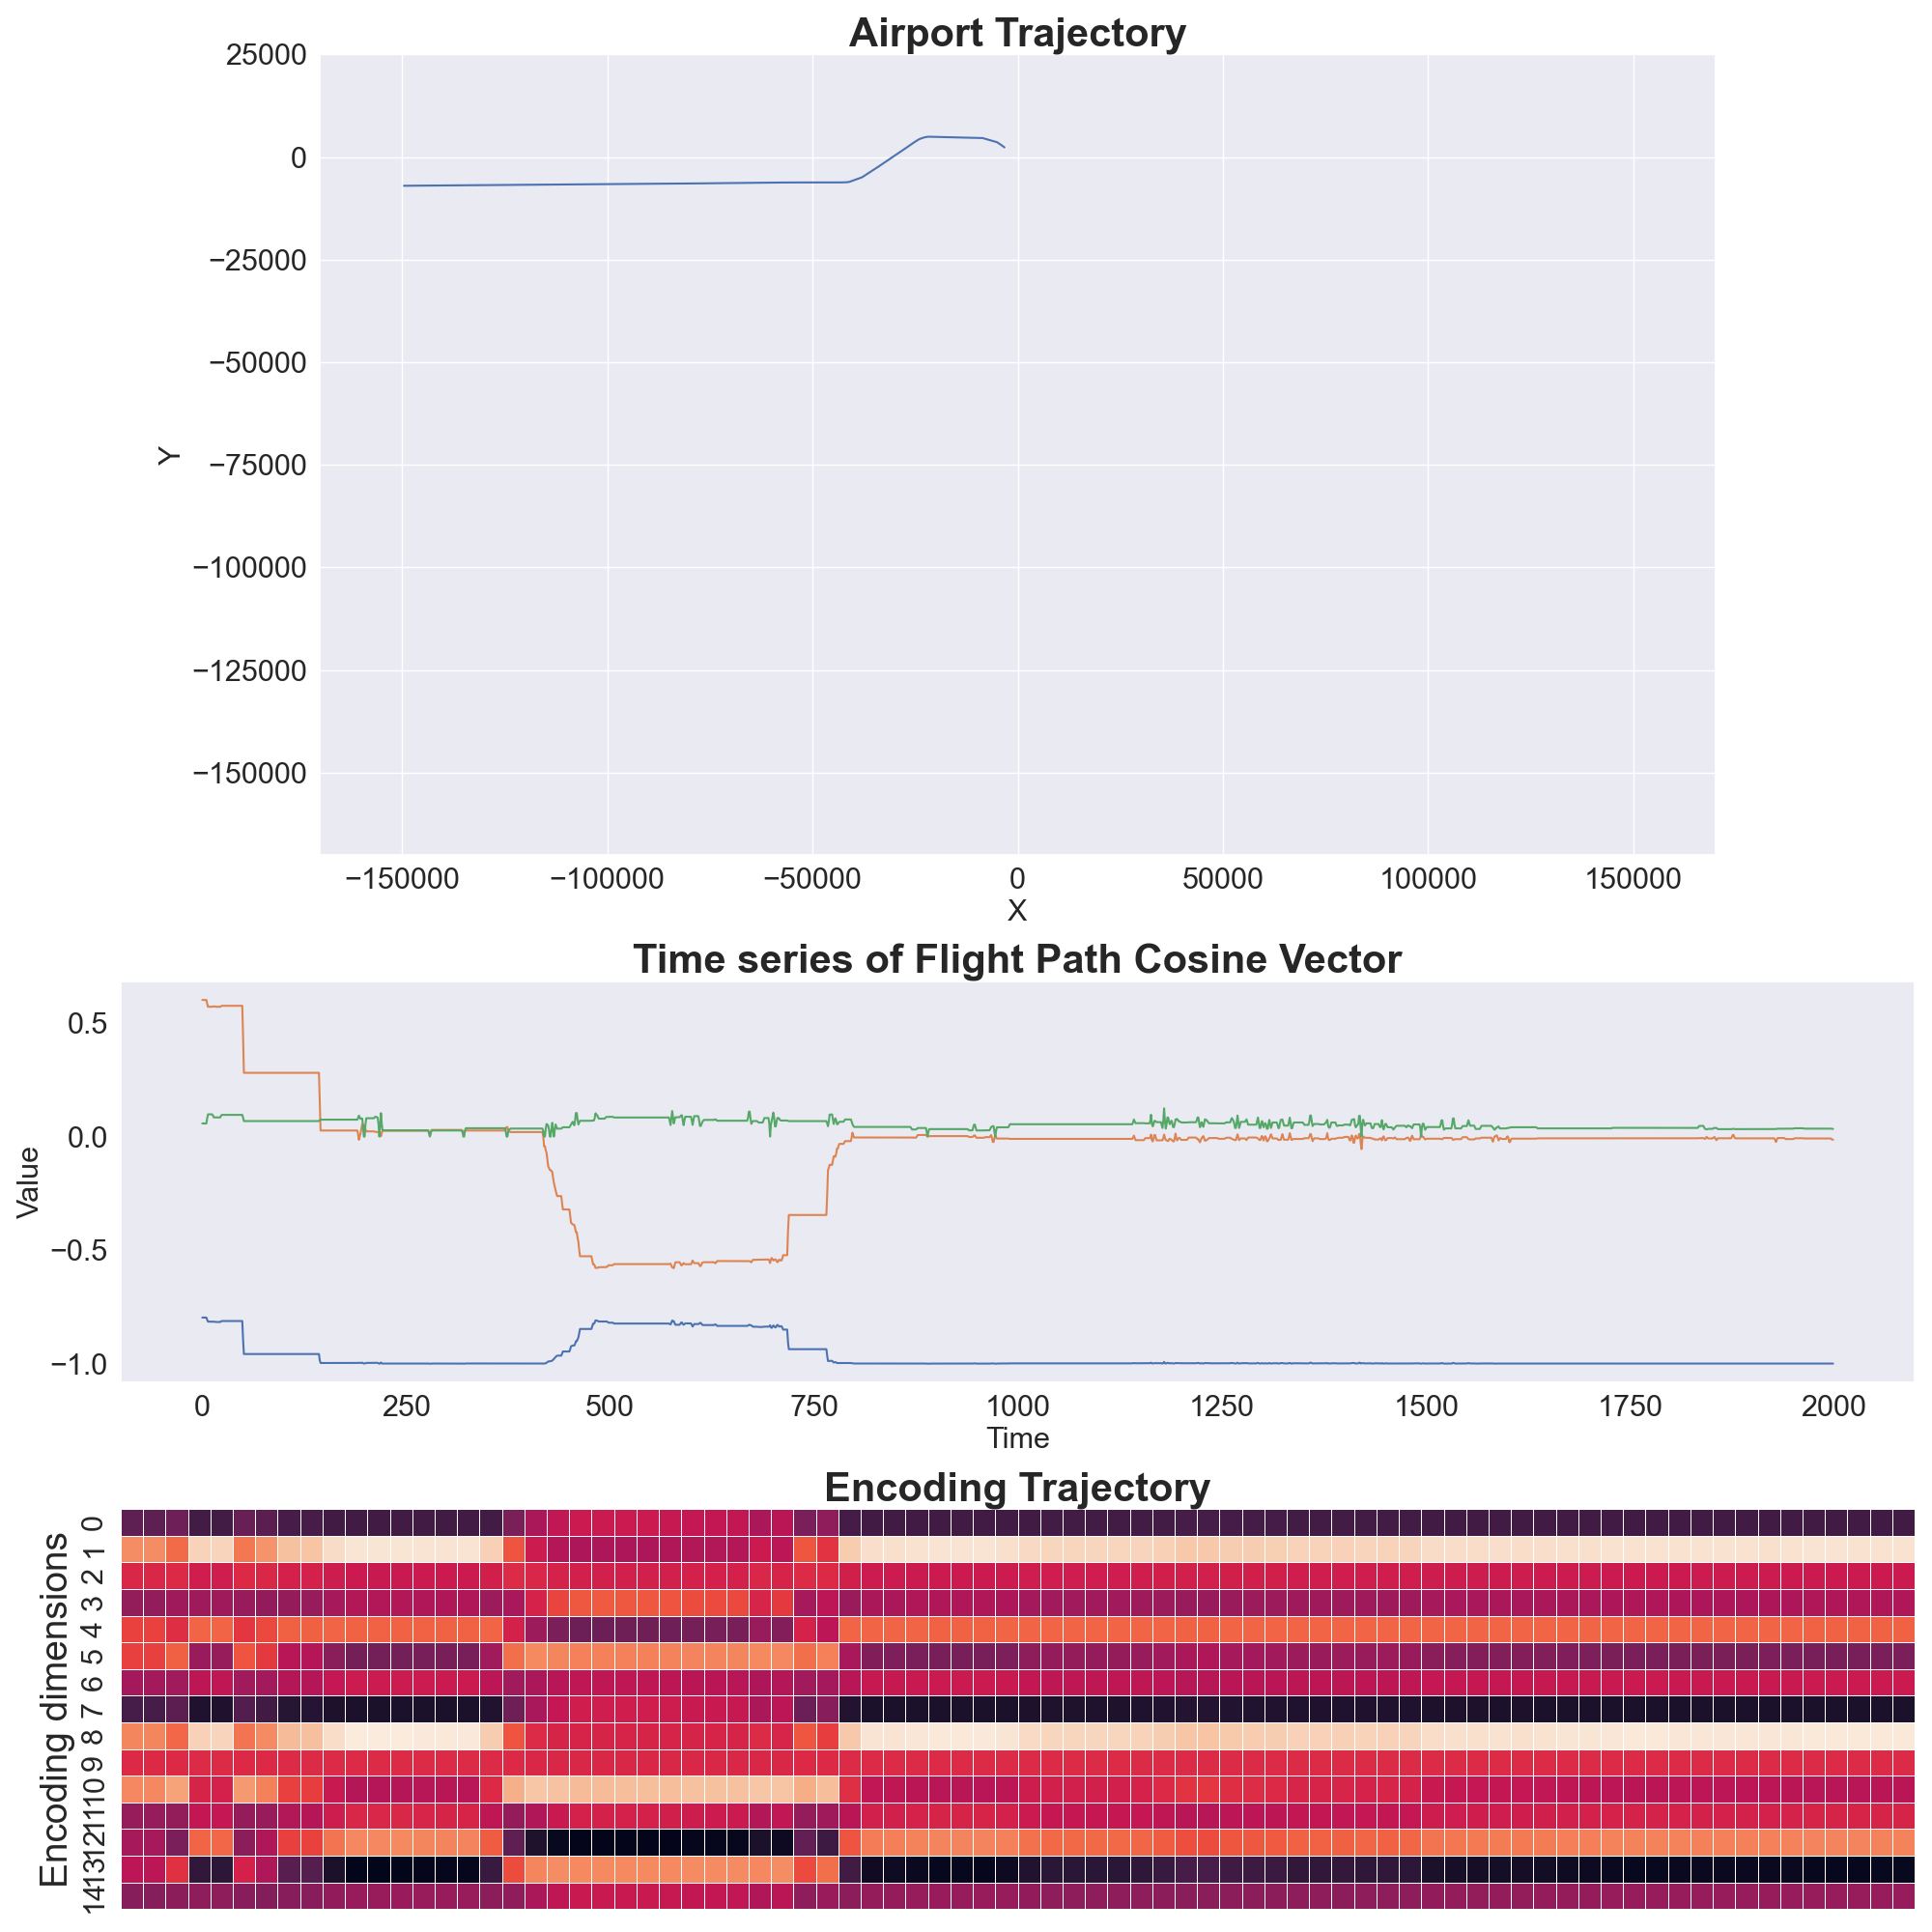 Airport Trajectory
25000
0
−25000
−50000
−75000
−100000
−125000
−150000
Y
−150000 −100000 −50000 0 50000 100000 150000
X
Time series of Flight Path Cosine Vector
0.5
0.0
−0.5
−1.0
Value
0 250 500 750 1000 1250 1500 1750 2000
Time
Encoding Trajectory
Encoding dimensions
0
1
2
3
4
5
6
7
8
9
10
11
12
13
14